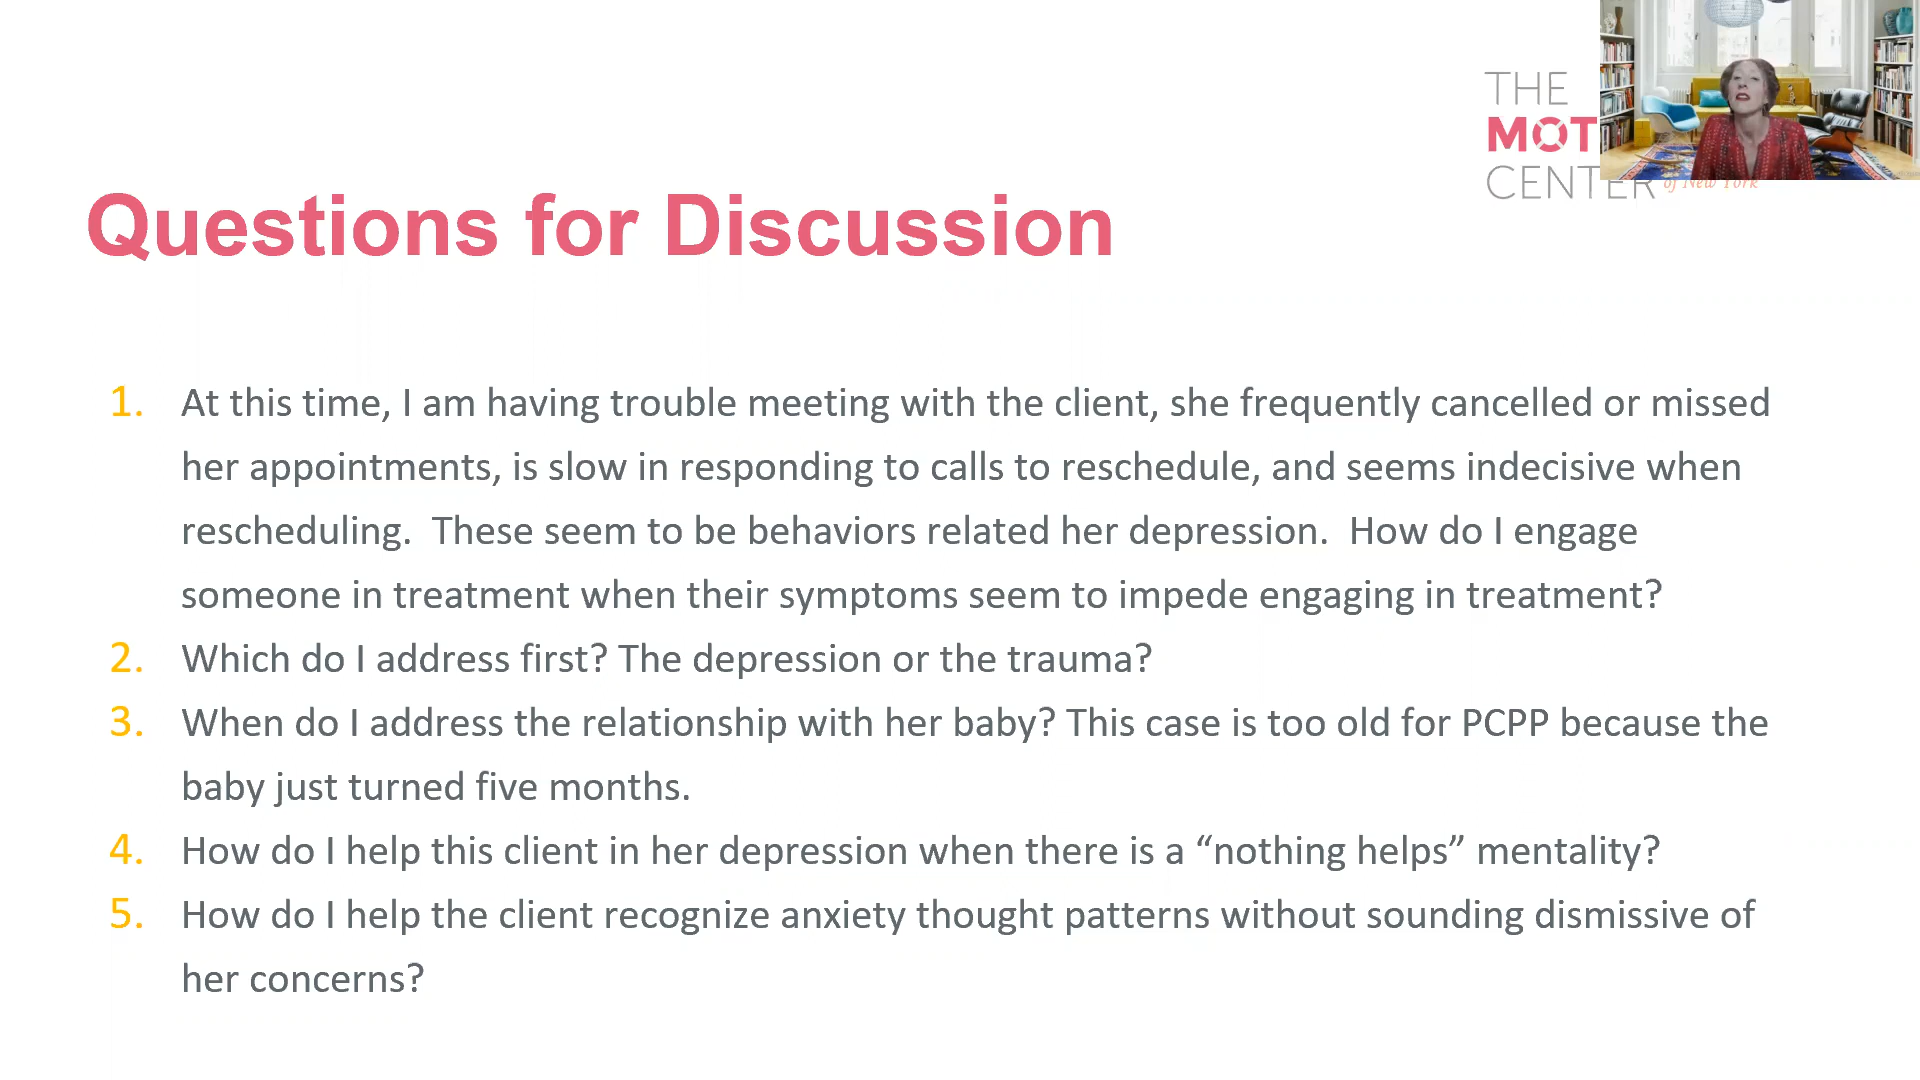 THE
MOT
CENTER of New York
Questions for Discussion
1. At this time, I am having trouble meeting with the client, she frequently cancelled or missed
her appointments, is slow in responding to calls to reschedule, and seems indecisive when
rescheduling.  These seem to be behaviors related her depression.  How do I engage
someone in treatment when their symptoms seem to impede engaging in treatment?
2. Which do I address first? The depression or the trauma?
3. When do I address the relationship with her baby? This case is too old for PCPP because the
baby just turned five months.
4. How do I help this client in her depression when there is a “nothing helps” mentality?
5. How do I help the client recognize anxiety thought patterns without sounding dismissive of
her concerns?